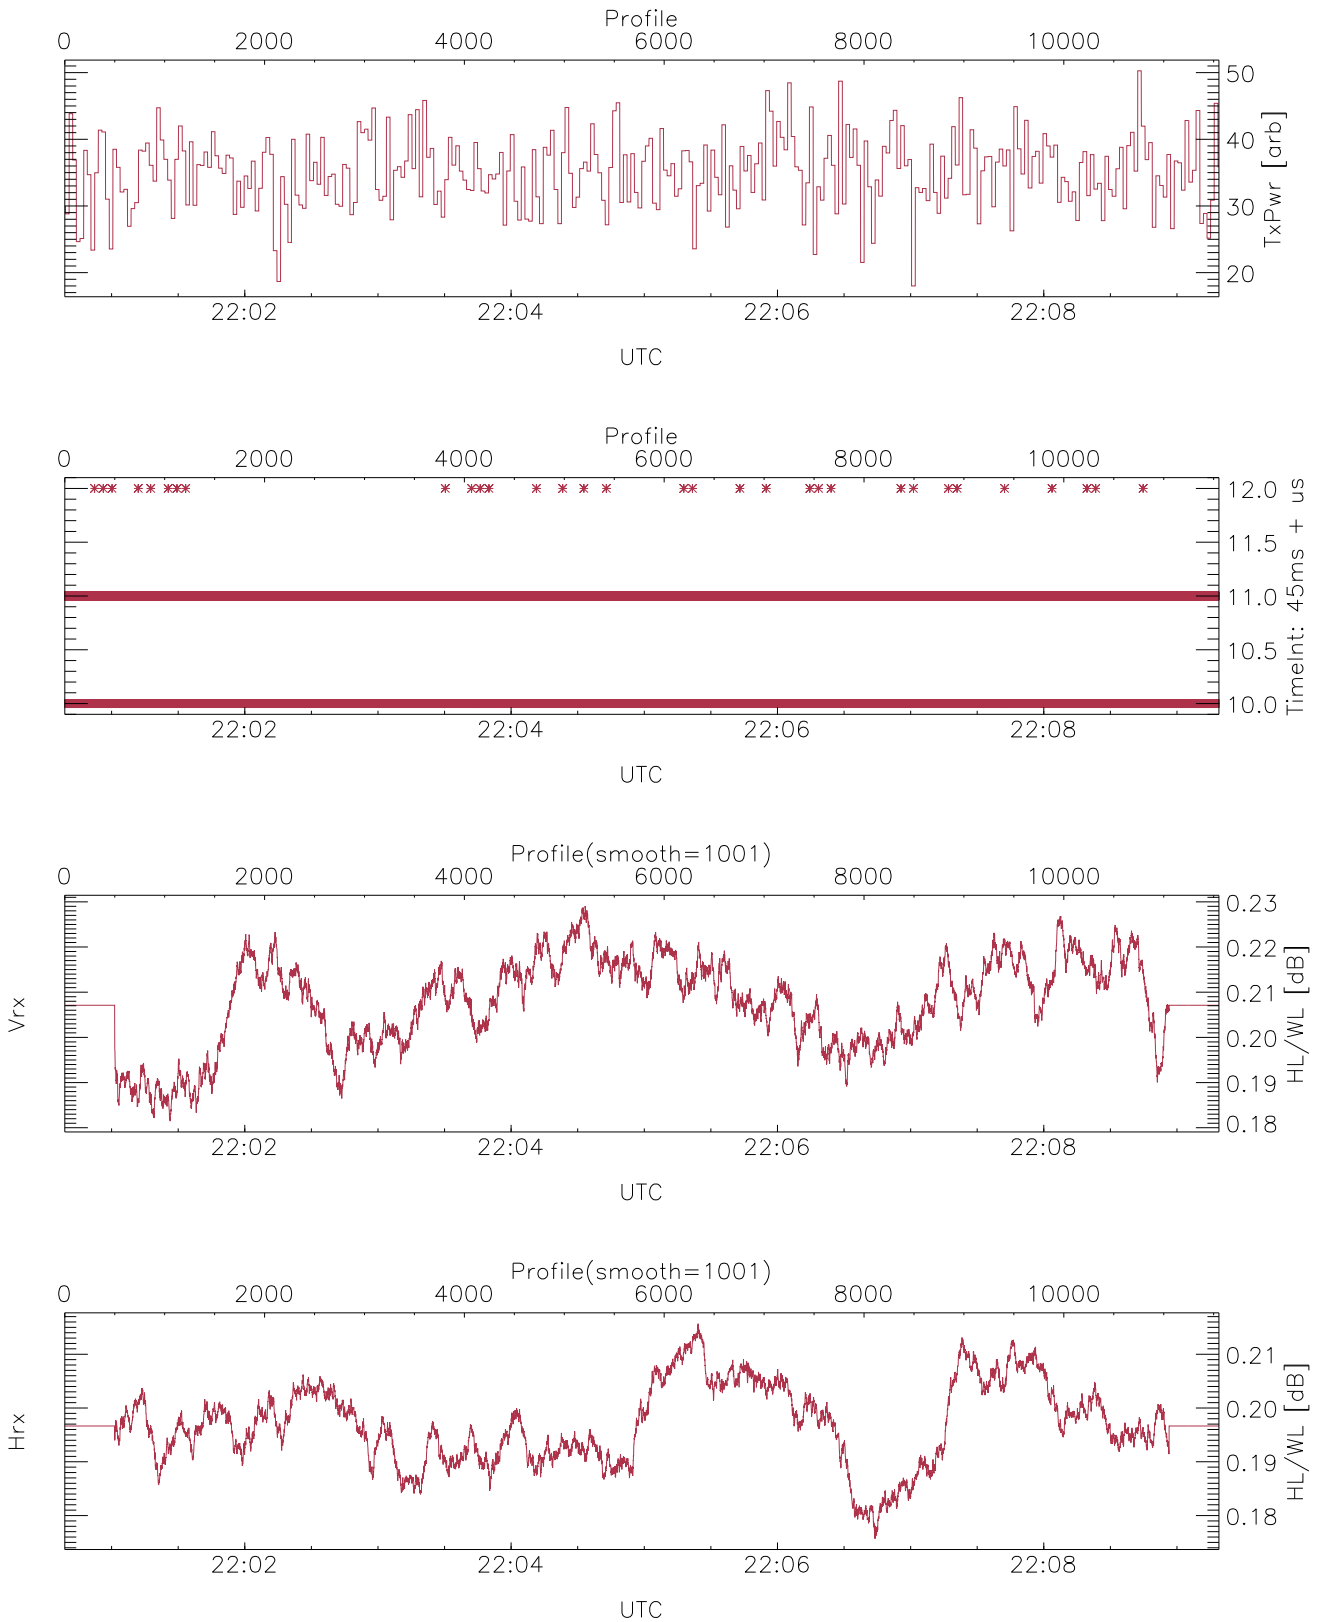 Profile
0 2000 4000 6000 8000 10000
50
40
30
20
TxPwr [arb]
22:02 22:04 22:06 22:08
UTC
Profile
0 2000 4000 6000 8000 10000
12.0
11.5
11.0
10.5
10.0
TimeInt: 45ms + us
22:02 22:04 22:06 22:08
UTC
Profile(smooth=1001)
0 2000 4000 6000 8000 10000
Vrx
0.23
0.22
0.21
0.20
0.19
0.18
HL/WL [dB]
22:02 22:04 22:06 22:08
UTC
Profile(smooth=1001)
0 2000 4000 6000 8000 10000
Hrx
0.21
0.20
0.19
0.18
HL/WL [dB]
22:02 22:04 22:06 22:08
UTC